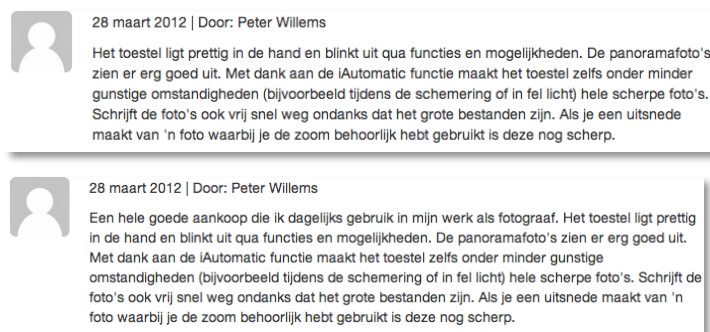 28 maart 2012 | Door: Peter Willems
Het toestel ligt prettig in de hand en blinkt uit qua functies en mogelijkheden. De panoramafoto's
zien er erg goed uit. Met dank aan de iAutomatic functie maakt het toestel zelfs onder minder
gunstige omstandigheden (bijvoorbeeld tijdens de schemering of in fel licht) hele scherpe foto's.
Schrijft de foto's ook vrij snel weg ondanks dat het grote bestanden zijn. Als je een uitsnede
maakt van 'n foto waarbij je de zoom behoorlijk hebt gebruikt is deze nog scherp.
28 maart 2012 | Door: Peter Willems
Een hele goede aankoop die ik dagelijks gebruik in mijn werk als fotograaf. Het toestel ligt prettig
in de hand en blinkt uit qua functies en mogelijkheden. De panoramafoto's zien er erg goed uit.
Met dank aan de iAutomatic functie maakt het toestel zelfs onder minder gunstige
omstandigheden (bijvoorbeeld tijdens de schemering of in fel licht) hele scherpe foto's. Schrijft de
foto's ook vrij snel weg ondanks dat het grote bestanden zijn. Als je een uitsnede maakt van 'n
foto waarbij je de zoom behoorlijk hebt gebruikt is deze nog scherp.